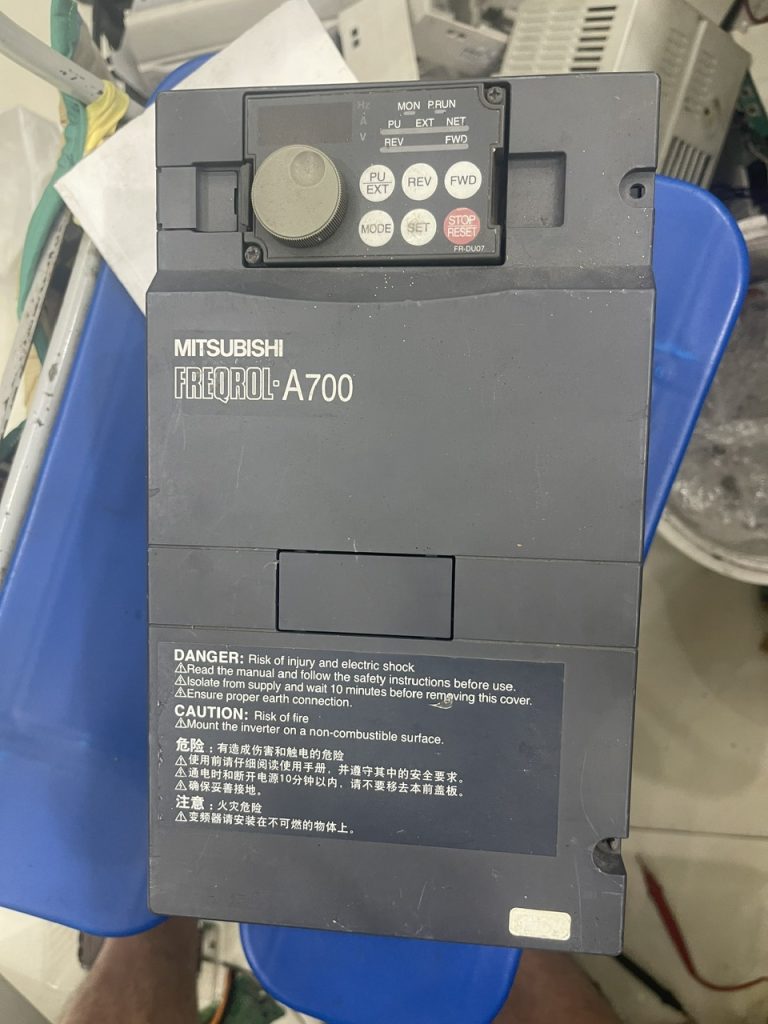 Hz
A
V
MON P.RUN
PU EXT NET
REV FWD
PU
EXT
REV
FWD
MODE
SET
STOP
RESET
FR-DU07
MITSUBISHI
FREQROL-A700
DANGER: Risk of injury and electric shock
⚠Read the manual and follow the safety instructions before use.
⚠Isolate from supply and wait 10 minutes before removing this cover.
⚠Ensure proper earth connection.
CAUTION: Risk of fire
⚠Mount the inverter on a non-combustible surface.
危险：有造成伤害和触电的危险
⚠使用前请仔细阅读使用手册，并遵守其中的安全要求。
⚠通电时和断开电源10分钟以内，请不要移去本前盖板。
⚠确保妥善接地。
注意：火灾危险
⚠变频器请安装在不可燃的物体上。